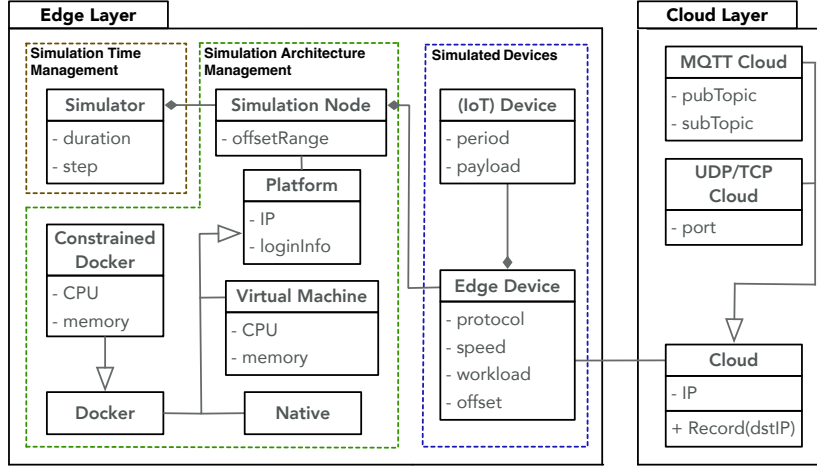 Edge Layer
Simulation Time
Management
Simulator
- duration
- step
Simulation Architecture
Management
Simulation Node
- offsetRange
Platform
- IP
- loginInfo
Constrained
Docker
- CPU
- memory
Virtual Machine
- CPU
- memory
Docker
Native
Simulated Devices
(IoT) Device
- period
- payload
Edge Device
- protocol
- speed
- workload
- offset
Cloud Layer
MQTT Cloud
- pubTopic
- subTopic
UDP/TCP
Cloud
- port
Cloud
- IP
+ Record(dstIP)